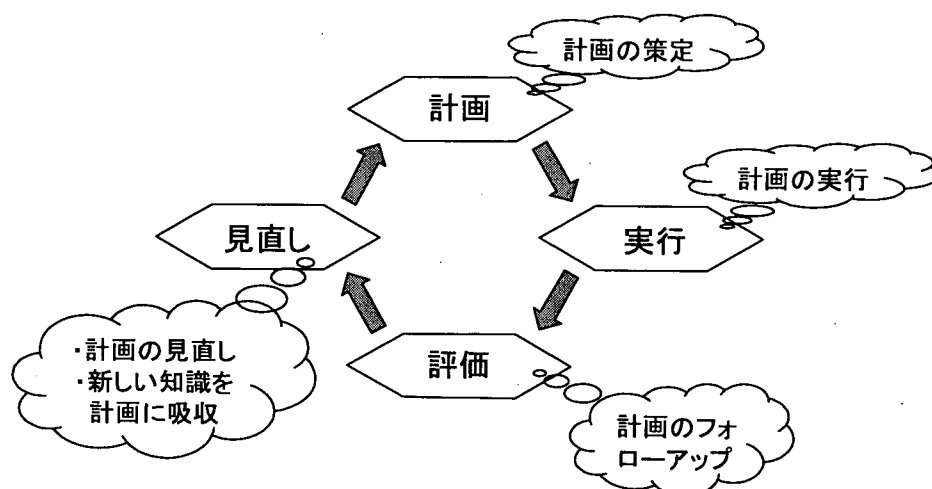 計画の策定
計画
計画の実行
実行
見直し
・計画の見直し
・新しい知識を
計画に吸収
評価
計画のフォ
ローアップ